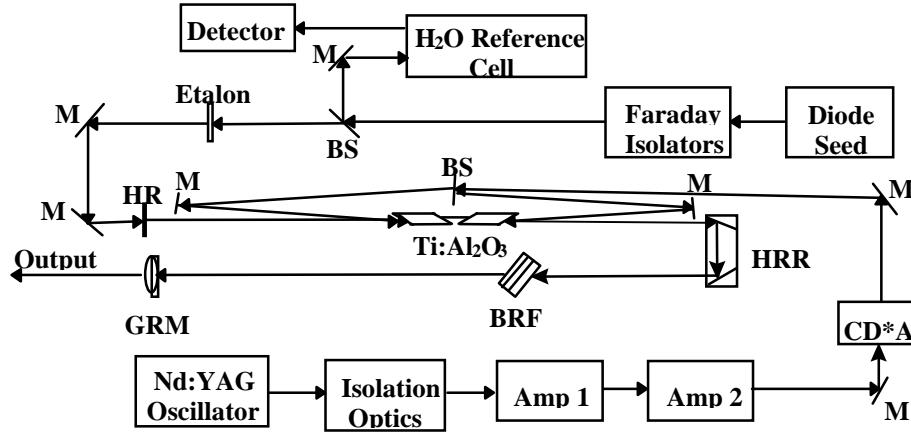 Detector
H₂O Reference
Cell
M
Etalon
M
BS
Faraday
Isolators
Diode
Seed
M
HR
M
BS
M
M
Ti:Al₂O₃
HRR
Output
GRM
BRF
CD*A
Nd:YAG
Oscillator
Isolation
Optics
Amp 1
Amp 2
M